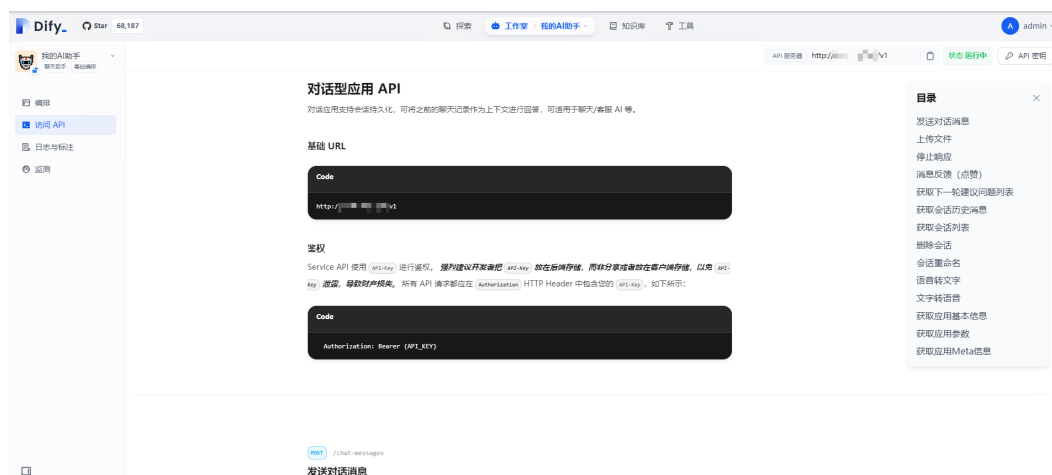 Dify_
Star 68,187
探索
工作室 / 我的AI助手
知识库
工具
A admin
我的AI助手
聊天助手 基础编排
API 服务器 http:// /v1
状态 运行中
API 密钥
编排
访问 API
日志与标注
监测
对话型应用 API
对话应用支持会话持久化，可将之前的聊天记录作为上下文进行回答，可适用于聊天/客服 AI 等。
基础 URL
Code
http:/ v1
鉴权
Service API 使用 API-Key 进行鉴权。 强烈建议开发者把 API-Key 放在后端存储，而非分享或者放在客户端存储，以免 API-
Key 泄露，导致财产损失。 所有 API 请求都应在 Authorization HTTP Header 中包含您的 API-Key，如下所示：
Code
Authorization: Bearer {API_KEY}
POST /chat-messages
发送对话消息
目录
发送对话消息
上传文件
停止响应
消息反馈（点赞）
获取下一轮建议问题列表
获取会话历史消息
获取会话列表
删除会话
会话重命名
语音转文字
文字转语音
获取应用基本信息
获取应用参数
获取应用Meta信息